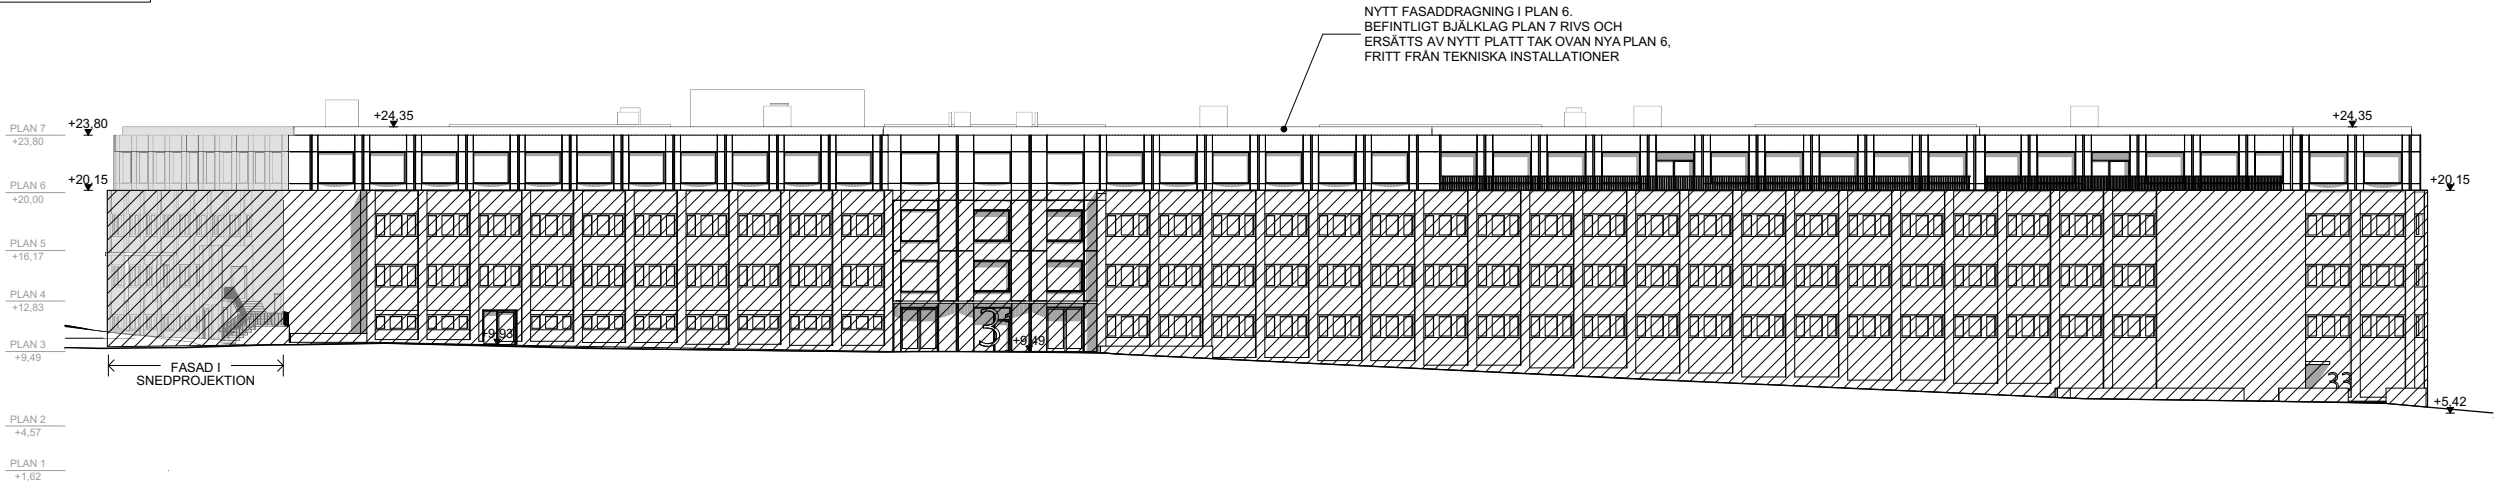 NYTT FASADDRAGNING I PLAN 6.
BEFINTLIGT BJÄLKLAG PLAN 7 RIVS OCH
ERSÄTTS AV NYTT PLATT TAK OVAN NYA PLAN 6,
FRITT FRÅN TEKNISKA INSTALLATIONER
+23,80
+24,35
+24,35
PLAN 7
+23,80
PLAN 6
+20,00
+20,15
+20,15
PLAN 5
+16,17
PLAN 4
+12,83
PLAN 3
+9,49
+9,93
+9,49
33
FASAD I
SNEDPROJEKTION
+5,42
PLAN 2
+4,57
PLAN 1
+1,62